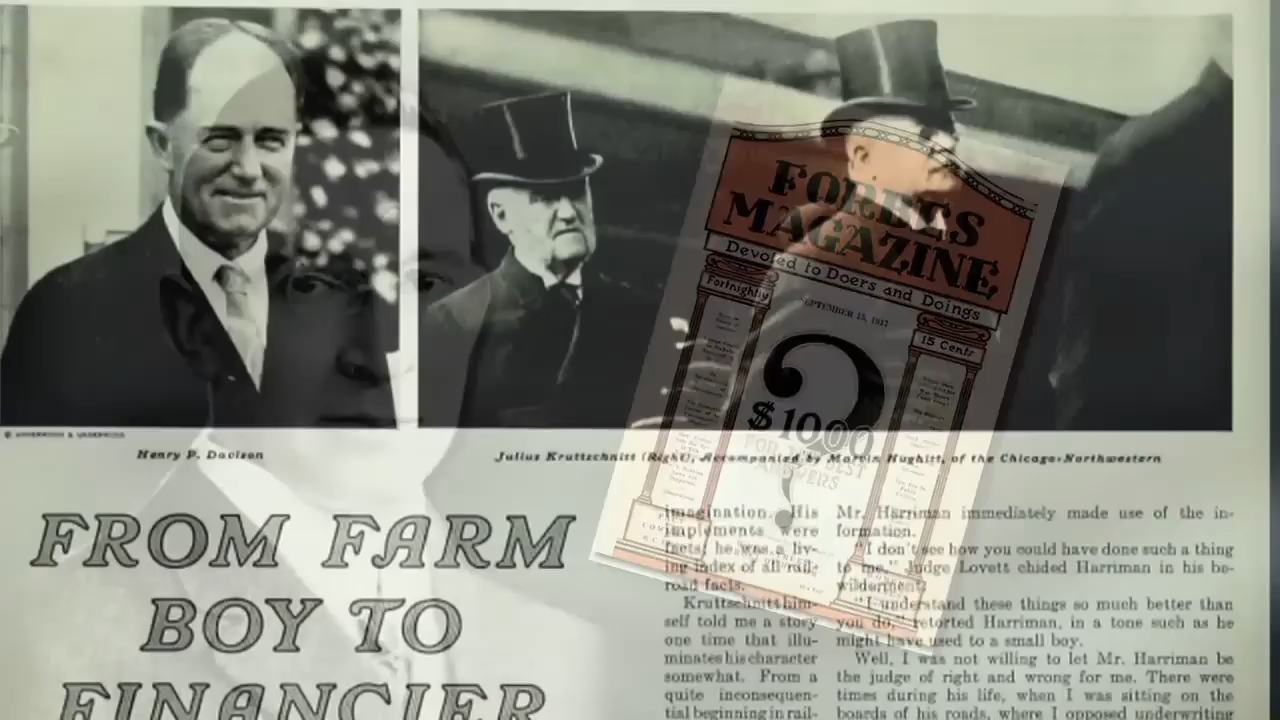 FORBES
MAGAZINE
Devoted to Doers and Doings
Fortnightly
SEPTEMBER 15, 1917
15 Cents
?
$1000
FOR BEST
ANSWERS
© UNDERWOOD & UNDERWOOD
Henry P. Davison
Julius Kruttschnitt (Right), Accompanied by Marvin Hughitt, of the Chicago-Northwestern
FROM FARM
BOY TO
FINANCIER
imagination. His
implements were
facts; he was a liv-
ing index of all rail-
road facts.
Kruttschnitt him-
self told me a story
one time that illu-
minates his character
somewhat. From a
quite inconsequen-
tial beginning in rail-
Mr. Harriman immediately made use of the in-
formation.
"I don't see how you could have done such a thing
to me," Judge Lovett chided Harriman in his be-
wilderment.
"I understand these things so much better than
you do," retorted Harriman, in a tone such as he
might have used to a small boy.
Well, I was not willing to let Mr. Harriman be
the judge of right and wrong for me. There were
times during his life, when I was sitting on the
boards of his roads, where I opposed underwriting